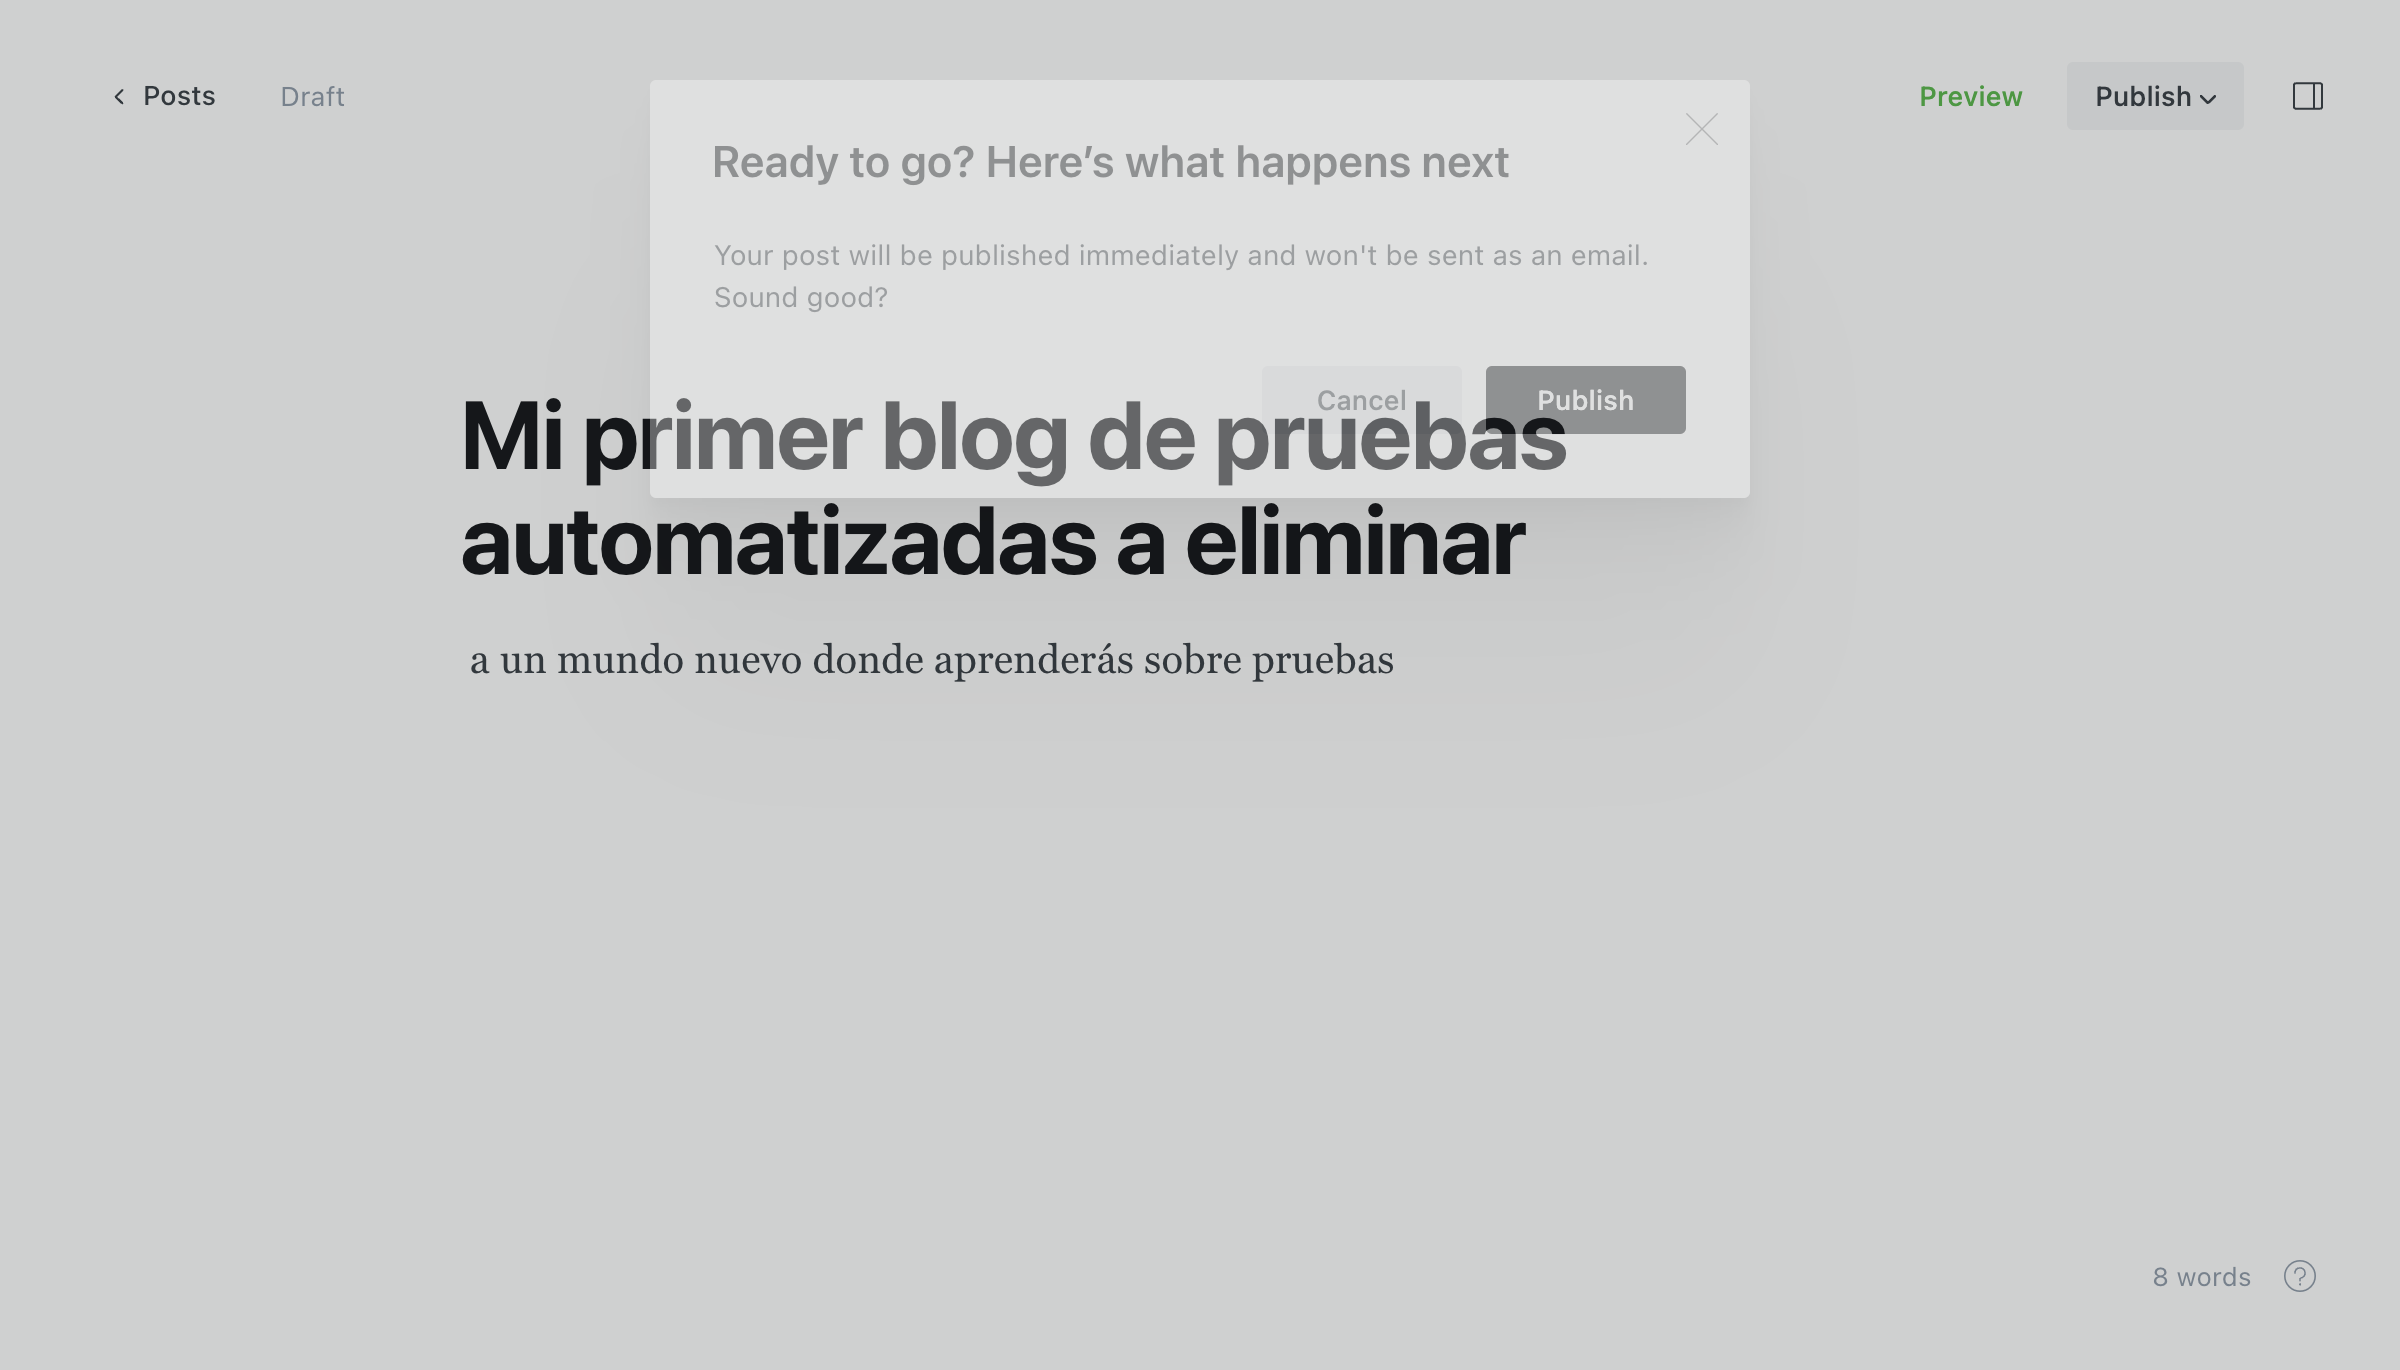 Posts
Draft
Preview
Publish
Ready to go? Here’s what happens next
Your post will be published immediately and won't be sent as an email.
Sound good?
Cancel
Publish
Mi primer blog de pruebas
automatizadas a eliminar
a un mundo nuevo donde aprenderás sobre pruebas
8 words
?